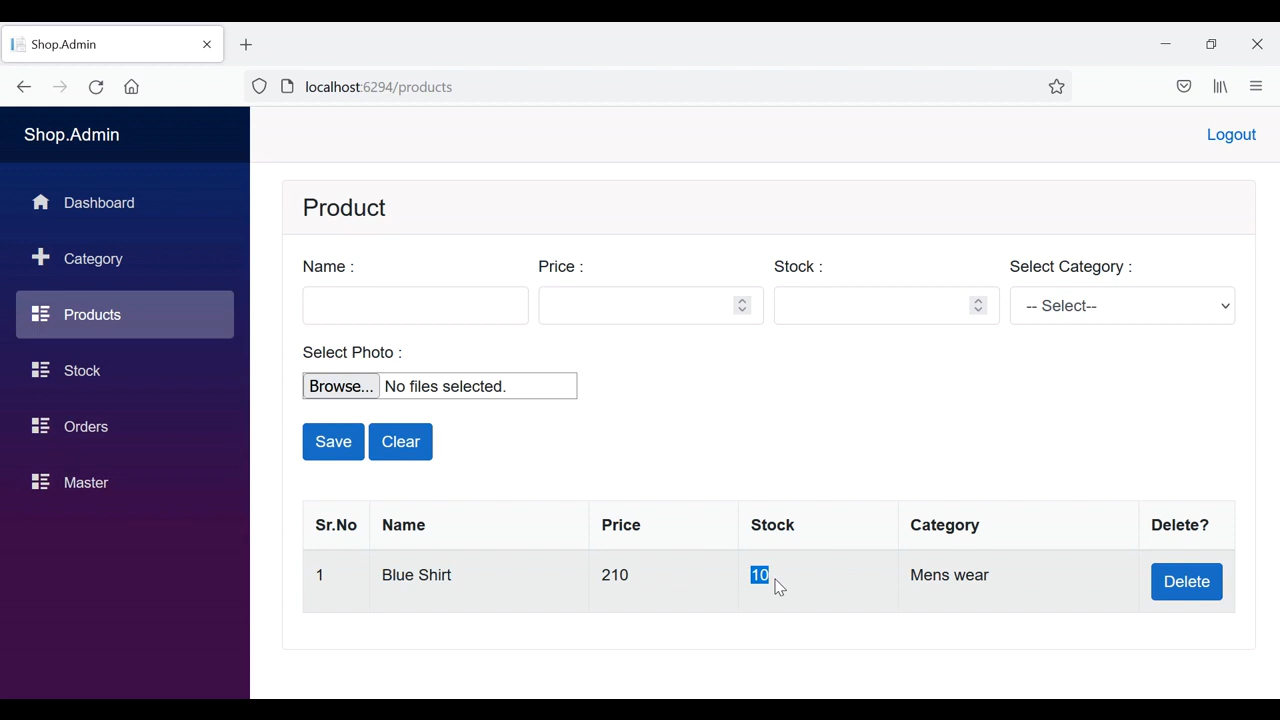 Shop.Admin
localhost:6294/products
Shop.Admin
Logout
Dashboard
Category
Products
Stock
Orders
Master
Product
Name :
Price :
Stock :
Select Category :
-- Select--
Select Photo :
Browse... No files selected.
Save Clear
Sr.No Name Price Stock Category Delete?
1 Blue Shirt 210 10 Mens wear Delete